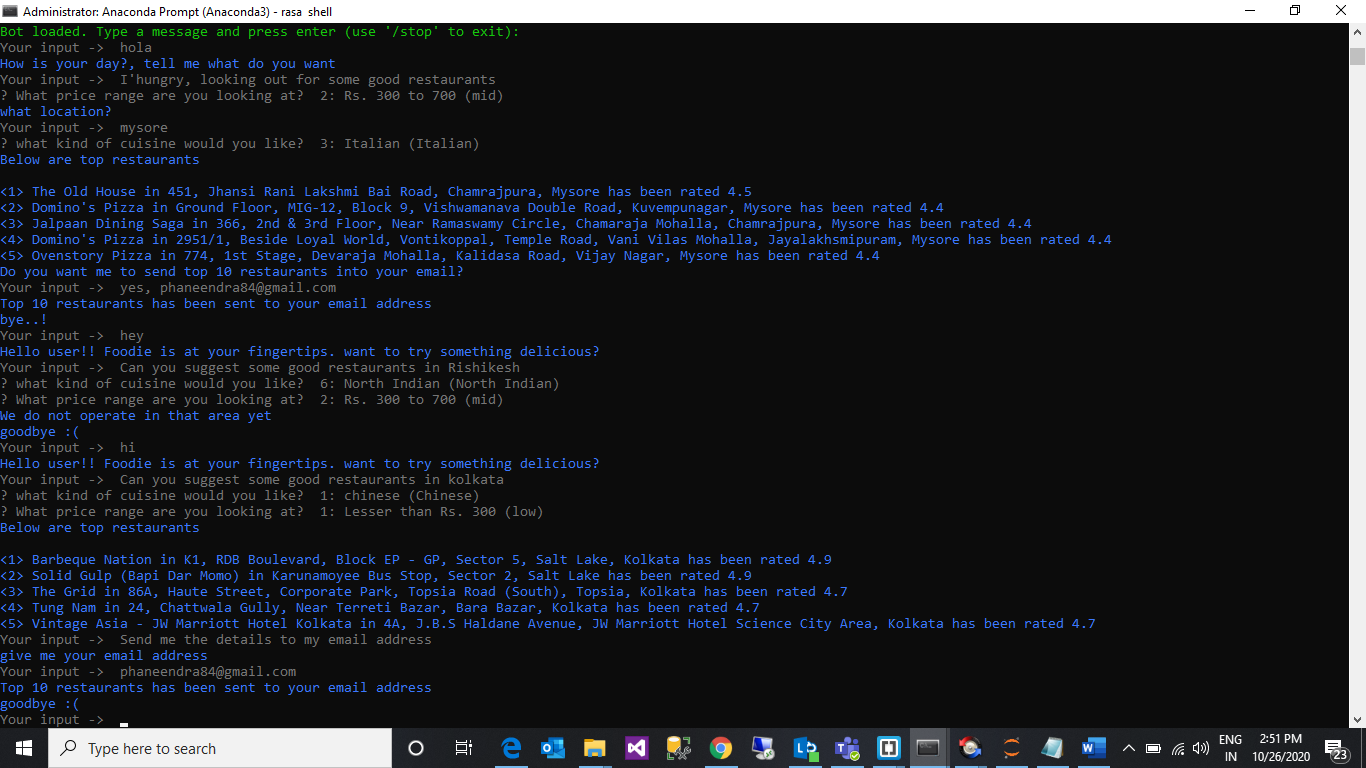 Administrator: Anaconda Prompt (Anaconda3) - rasa shell
Bot loaded. Type a message and press enter (use '/stop' to exit):
Your input ->  hola
How is your day?, tell me what do you want
Your input ->  I'hungry, looking out for some good restaurants
? What price range are you looking at?  2: Rs. 300 to 700 (mid)
what location?
Your input ->  mysore
? what kind of cuisine would you like?  3: Italian (Italian)
Below are top restaurants
<1> The Old House in 451, Jhansi Rani Lakshmi Bai Road, Chamrajpura, Mysore has been rated 4.5
<2> Domino's Pizza in Ground Floor, MIG-12, Block 9, Vishwamanava Double Road, Kuvempunagar, Mysore has been rated 4.4
<3> Jalpaan Dining Saga in 366, 2nd & 3rd Floor, Near Ramaswamy Circle, Chamaraja Mohalla, Chamrajpura, Mysore has been rated 4.4
<4> Domino's Pizza in 2951/1, Beside Loyal World, Vontikoppal, Temple Road, Vani Vilas Mohalla, Jayalakhsmipuram, Mysore has been rated 4.4
<5> Ovenstory Pizza in 774, 1st Stage, Devaraja Mohalla, Kalidasa Road, Vijay Nagar, Mysore has been rated 4.4
Do you want me to send top 10 restaurants into your email?
Your input ->  yes, phaneendra84@gmail.com
Top 10 restaurants has been sent to your email address
bye..!
Your input ->  hey
Hello user!! Foodie is at your fingertips. want to try something delicious?
Your input ->  Can you suggest some good restaurants in Rishikesh
? what kind of cuisine would you like?  6: North Indian (North Indian)
? What price range are you looking at?  2: Rs. 300 to 700 (mid)
We do not operate in that area yet
goodbye :(
Your input ->  hi
Hello user!! Foodie is at your fingertips. want to try something delicious?
Your input ->  Can you suggest some good restaurants in kolkata
? what kind of cuisine would you like?  1: chinese (Chinese)
? What price range are you looking at?  1: Lesser than Rs. 300 (low)
Below are top restaurants
<1> Barbeque Nation in K1, RDB Boulevard, Block EP - GP, Sector 5, Salt Lake, Kolkata has been rated 4.9
<2> Solid Gulp (Bapi Dar Momo) in Karunamoyee Bus Stop, Sector 2, Salt Lake has been rated 4.9
<3> The Grid in 86A, Haute Street, Corporate Park, Topsia Road (South), Topsia, Kolkata has been rated 4.7
<4> Tung Nam in 24, Chattwala Gully, Near Terreti Bazar, Bara Bazar, Kolkata has been rated 4.7
<5> Vintage Asia - JW Marriott Hotel Kolkata in 4A, J.B.S Haldane Avenue, JW Marriott Hotel Science City Area, Kolkata has been rated 4.7
Your input ->  Send me the details to my email address
give me your email address
Your input ->  phaneendra84@gmail.com
Top 10 restaurants has been sent to your email address
goodbye :(
Your input ->
Type here to search
ENG
IN
2:51 PM
10/26/2020
23